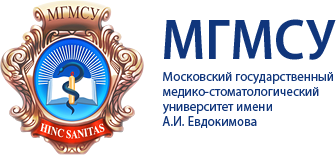 МГМСУ
HINC SANITAS
МГМСУ
Московский государственный
медико-стоматологический
университет имени
А.И. Евдокимова